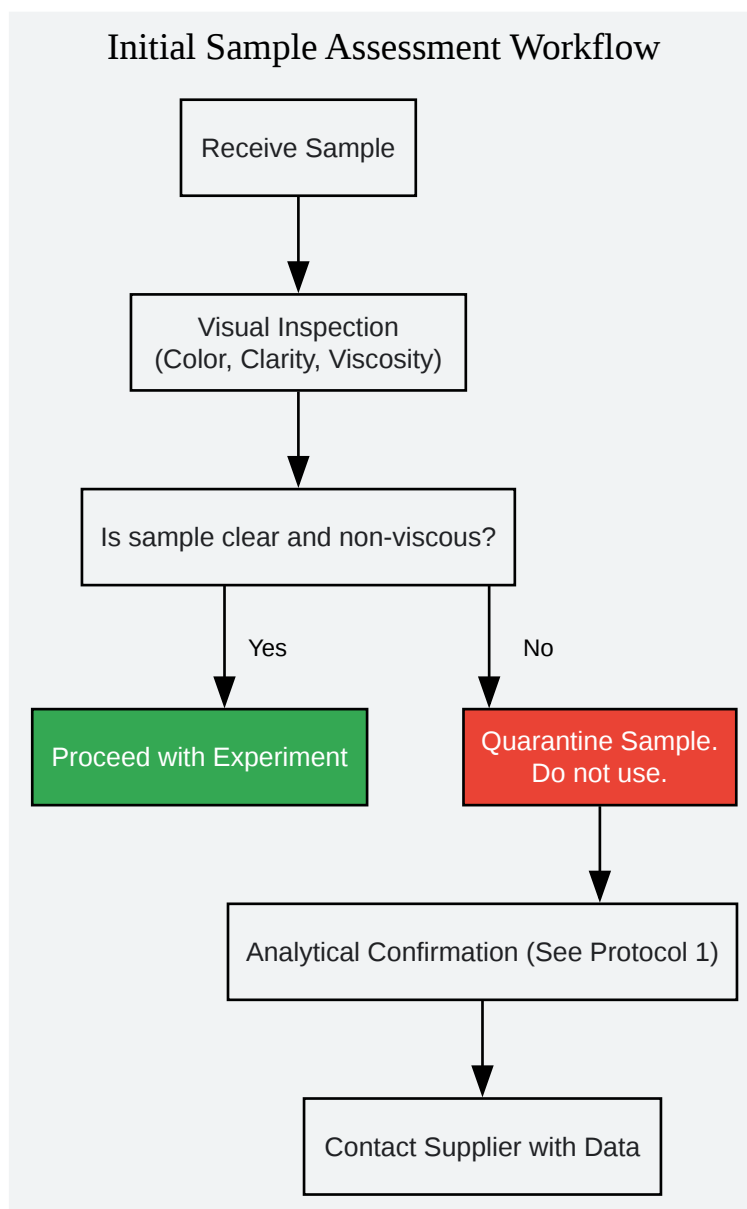 Initial Sample Assessment Workflow
Receive Sample
Visual Inspection
(Color, Clarity, Viscosity)
Is sample clear and non-viscous?
Yes
No
Proceed with Experiment
Quarantine Sample.
Do not use.
Analytical Confirmation (See Protocol 1)
Contact Supplier with Data